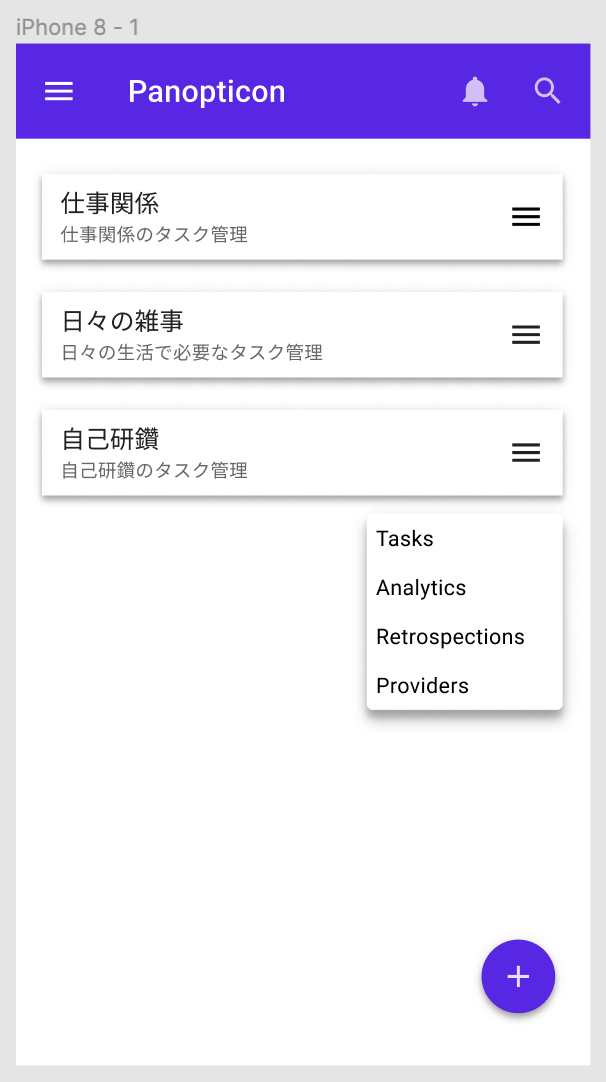 iPhone 8 - 1
Panopticon
仕事関係
仕事関係のタスク管理
日々の雑事
日々の生活で必要なタスク管理
自己研鑽
自己研鑽のタスク管理
Tasks
Analytics
Retrospections
Providers